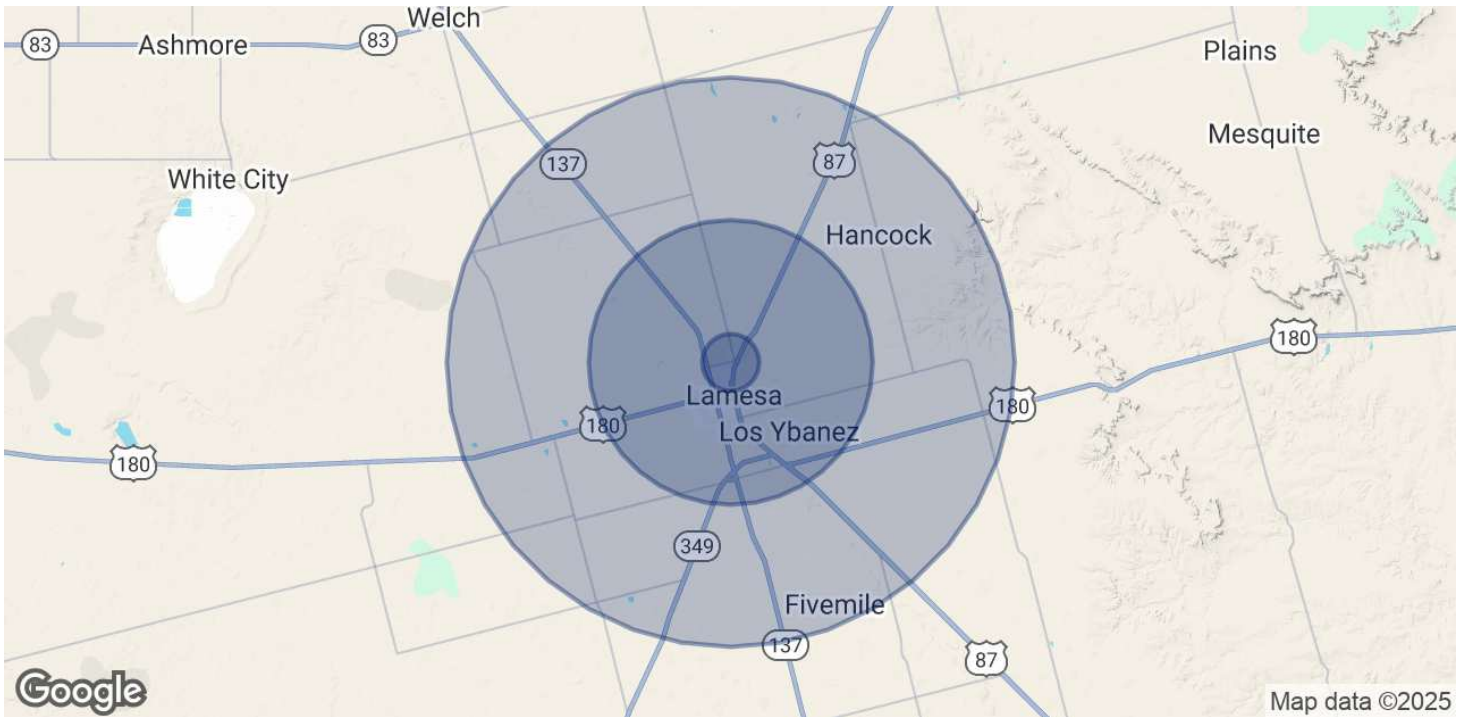 Welch
83
Ashmore
83
Plains
Mesquite
137
87
White City
Hancock
180
Lamesa
180
180
Los Ybanez
180
349
Fivemile
137
87
Google
Map data ©2025